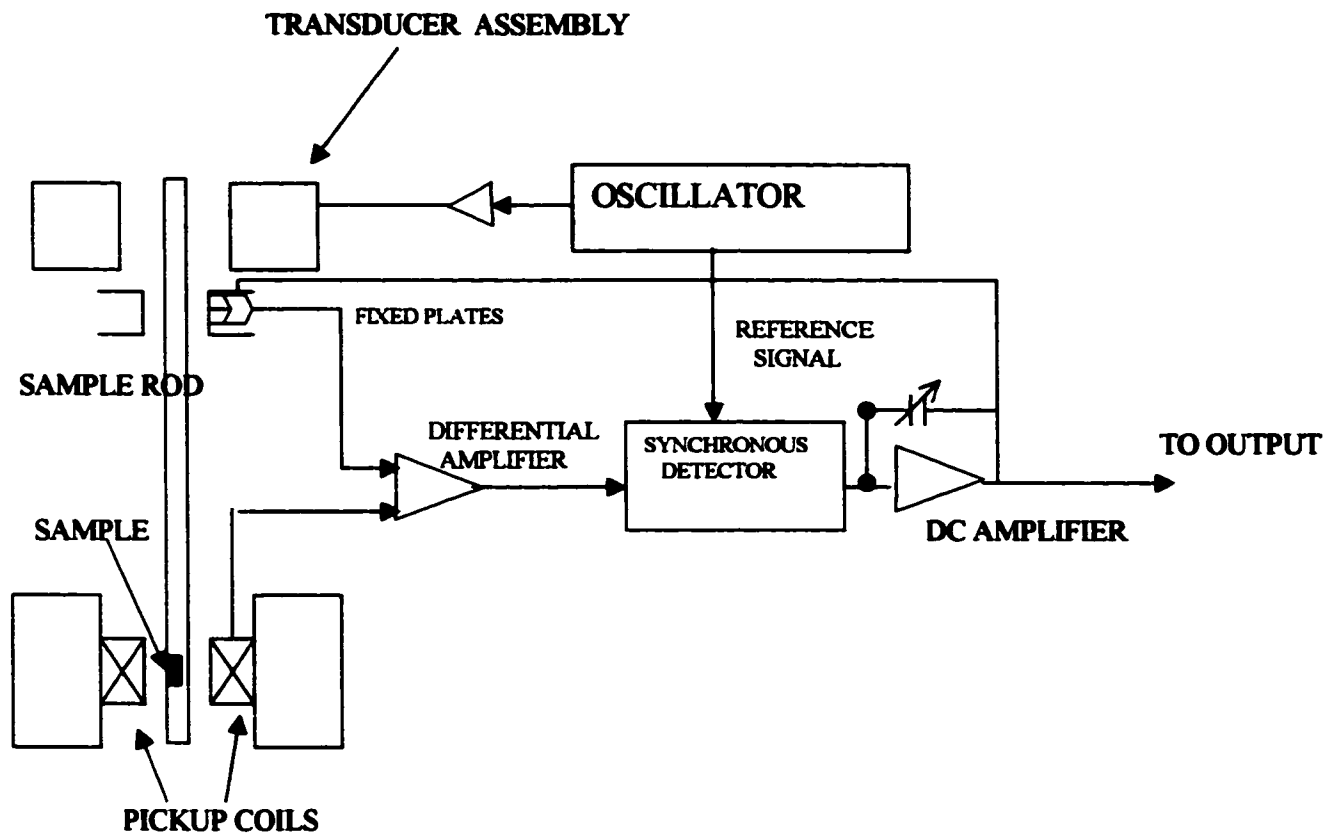 TRANSDUCER ASSEMBLY
OSCILLATOR
FIXED PLATES
REFERENCE
SIGNAL
SAMPLE ROD
DIFFERENTIAL
AMPLIFIER
SYNCHRONOUS
DETECTOR
TO OUTPUT
DC AMPLIFIER
SAMPLE
PICKUP COILS